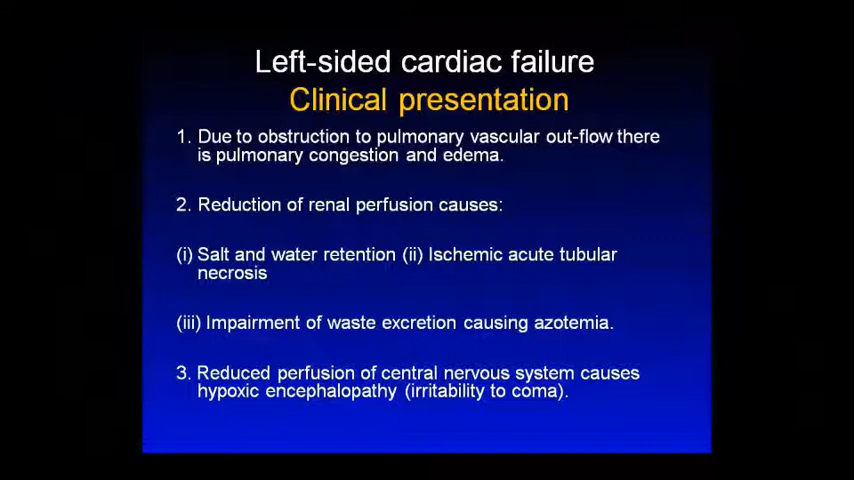 Left-sided cardiac failure
Clinical presentation
1. Due to obstruction to pulmonary vascular out-flow there
is pulmonary congestion and edema.
2. Reduction of renal perfusion causes:
(i) Salt and water retention (ii) Ischemic acute tubular
necrosis
(iii) Impairment of waste excretion causing azotemia.
3. Reduced perfusion of central nervous system causes
hypoxic encephalopathy (irritability to coma).